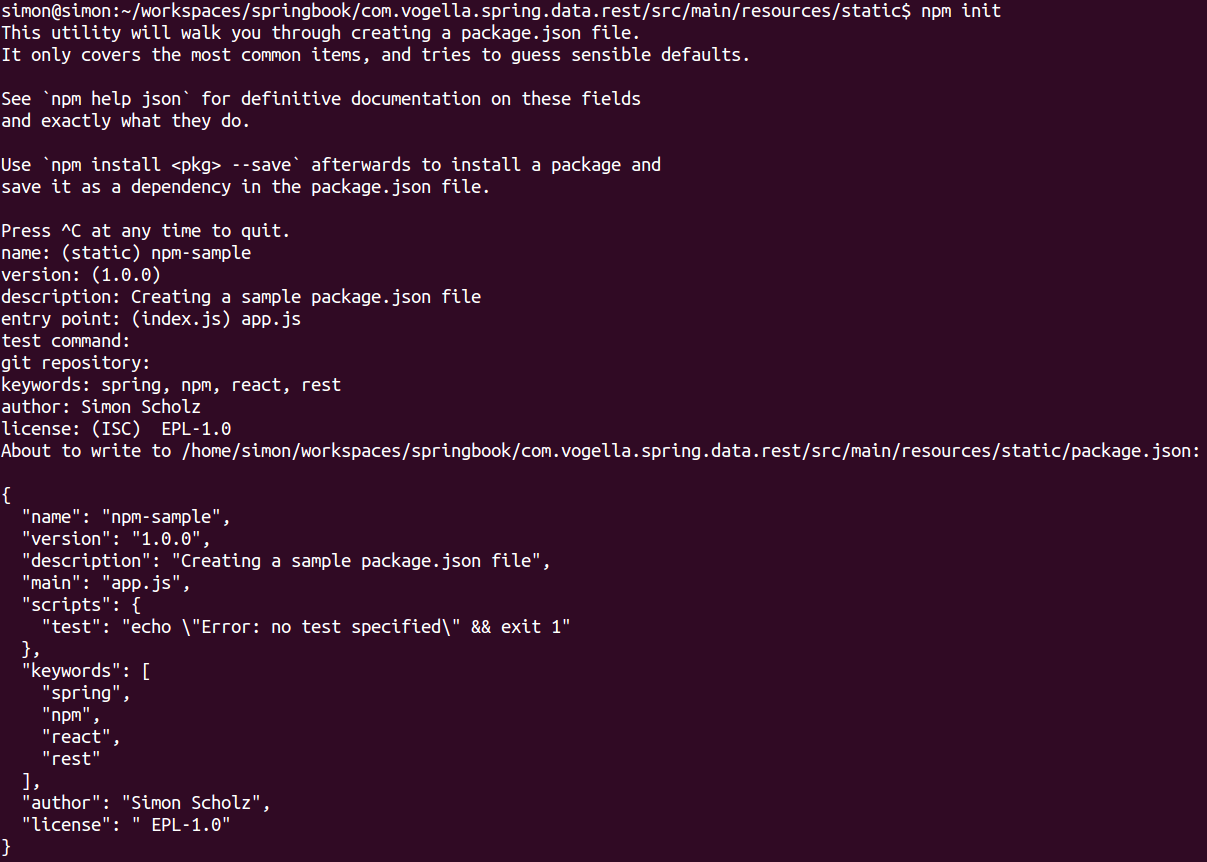 simon@simon:~/workspaces/springbook/com.vogella.spring.data.rest/src/main/resources/static$ npm init
This utility will walk you through creating a package.json file.
It only covers the most common items, and tries to guess sensible defaults.

See `npm help json` for definitive documentation on these fields
and exactly what they do.

Use `npm install <pkg> --save` afterwards to install a package and
save it as a dependency in the package.json file.

Press ^C at any time to quit.
name: (static) npm-sample
version: (1.0.0)
description: Creating a sample package.json file
entry point: (index.js) app.js
test command:
git repository:
keywords: spring, npm, react, rest
author: Simon Scholz
license: (ISC)  EPL-1.0
About to write to /home/simon/workspaces/springbook/com.vogella.spring.data.rest/src/main/resources/static/package.json:

{
  "name": "npm-sample",
  "version": "1.0.0",
  "description": "Creating a sample package.json file",
  "main": "app.js",
  "scripts": {
    "test": "echo \"Error: no test specified\" && exit 1"
  },
  "keywords": [
    "spring",
    "npm",
    "react",
    "rest"
  ],
  "author": "Simon Scholz",
  "license": " EPL-1.0"
}